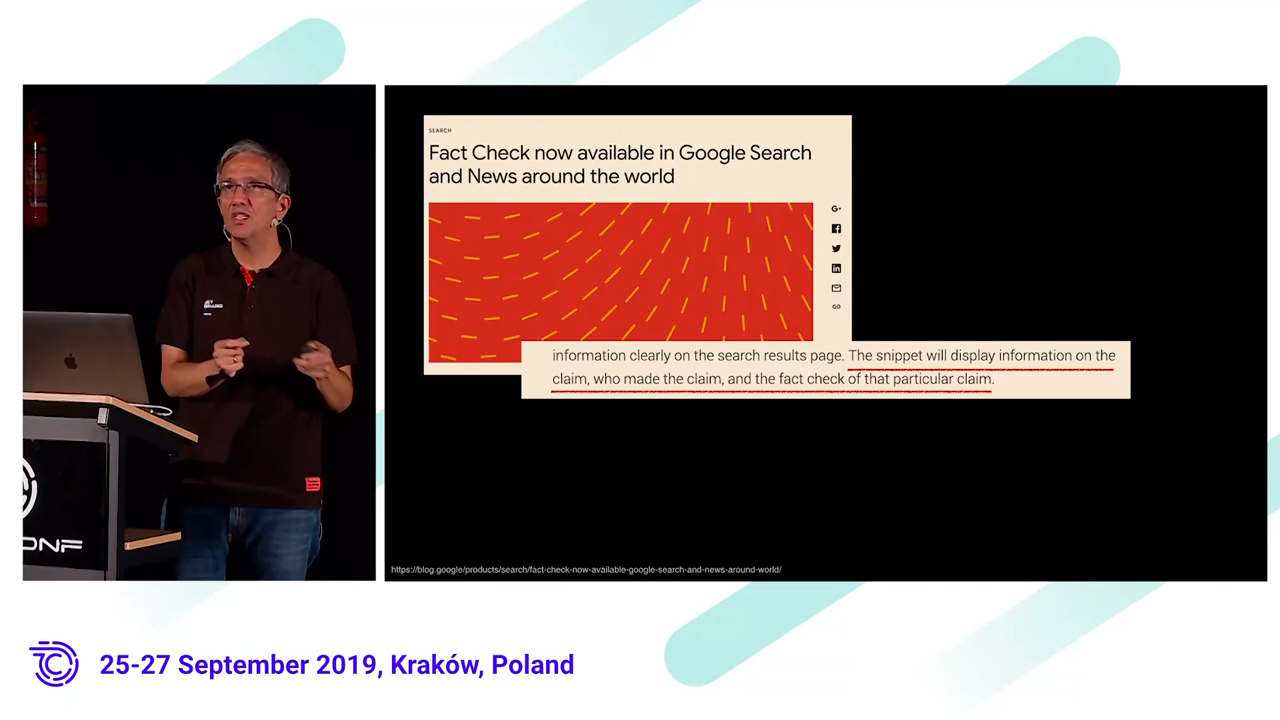 SEARCH
Fact Check now available in Google Search
and News around the world
G+
in
information clearly on the search results page. The snippet will display information on the
claim, who made the claim, and the fact check of that particular claim.
https://blog.google/products/search/fact-check-now-available-google-search-and-news-around-world/
ONF
25-27 September 2019, Kraków, Poland